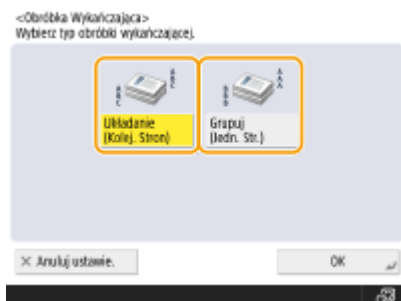 <Obróbka Wykańczająca>
Wybierz typ obróbki wykańczającej.
A B C
A B C
B B B
A A A
Układanie
(Kolej. Stron)
Grupuj
(Jedn. Str.)
× Anuluj ustawie.
OK